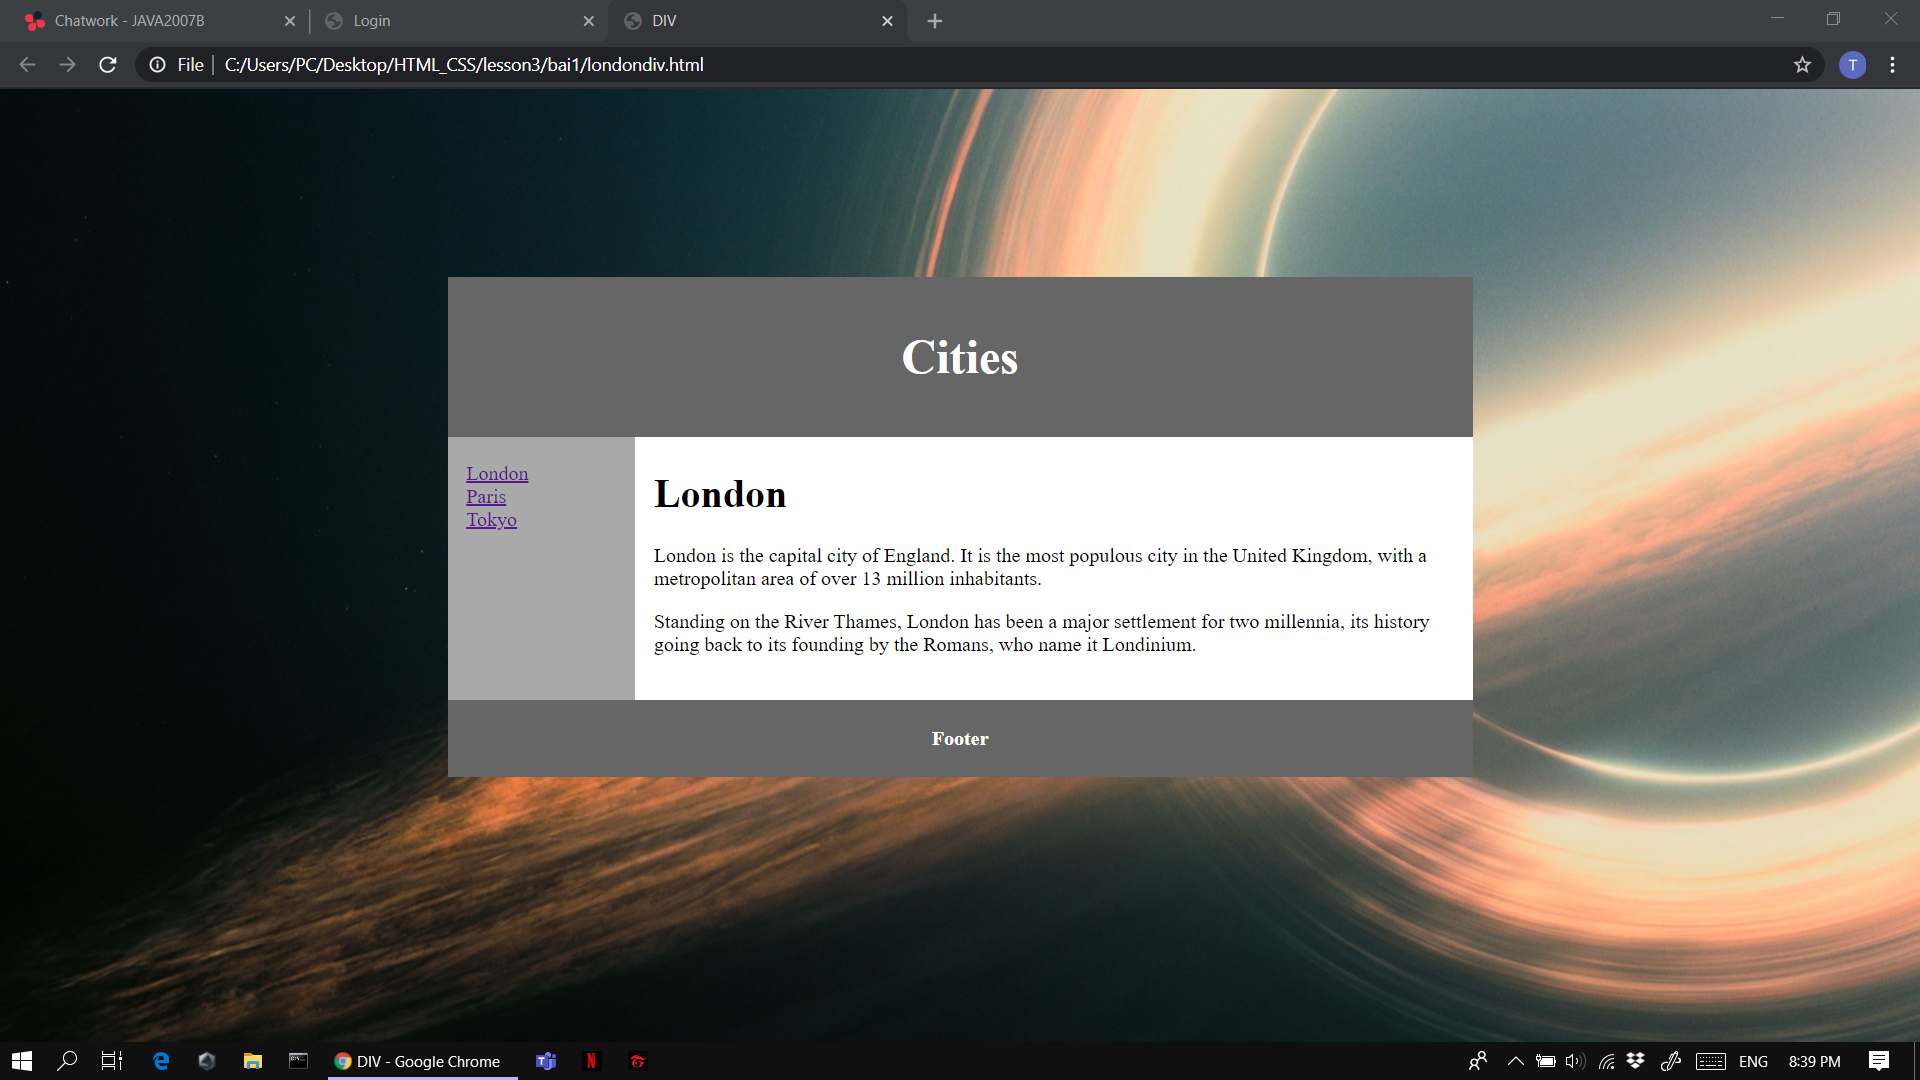 Chatwork - JAVA2007B
Login
DIV
File
C:/Users/PC/Desktop/HTML_CSS/lesson3/bai1/londondiv.html
T
Cities
London
Paris
Tokyo
London
London is the capital city of England. It is the most populous city in the United Kingdom, with a
metropolitan area of over 13 million inhabitants.
Standing on the River Thames, London has been a major settlement for two millennia, its history
going back to its founding by the Romans, who name it Londinium.
Footer
DIV - Google Chrome
ENG
8:39 PM